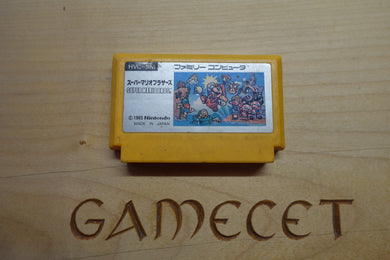 HVC-SM
ファミリー コンピュータ
スーパーマリオブラザーズ
SUPER MARIO BROS.
© 1985 Nintendo
MADE IN JAPAN
GAMECET